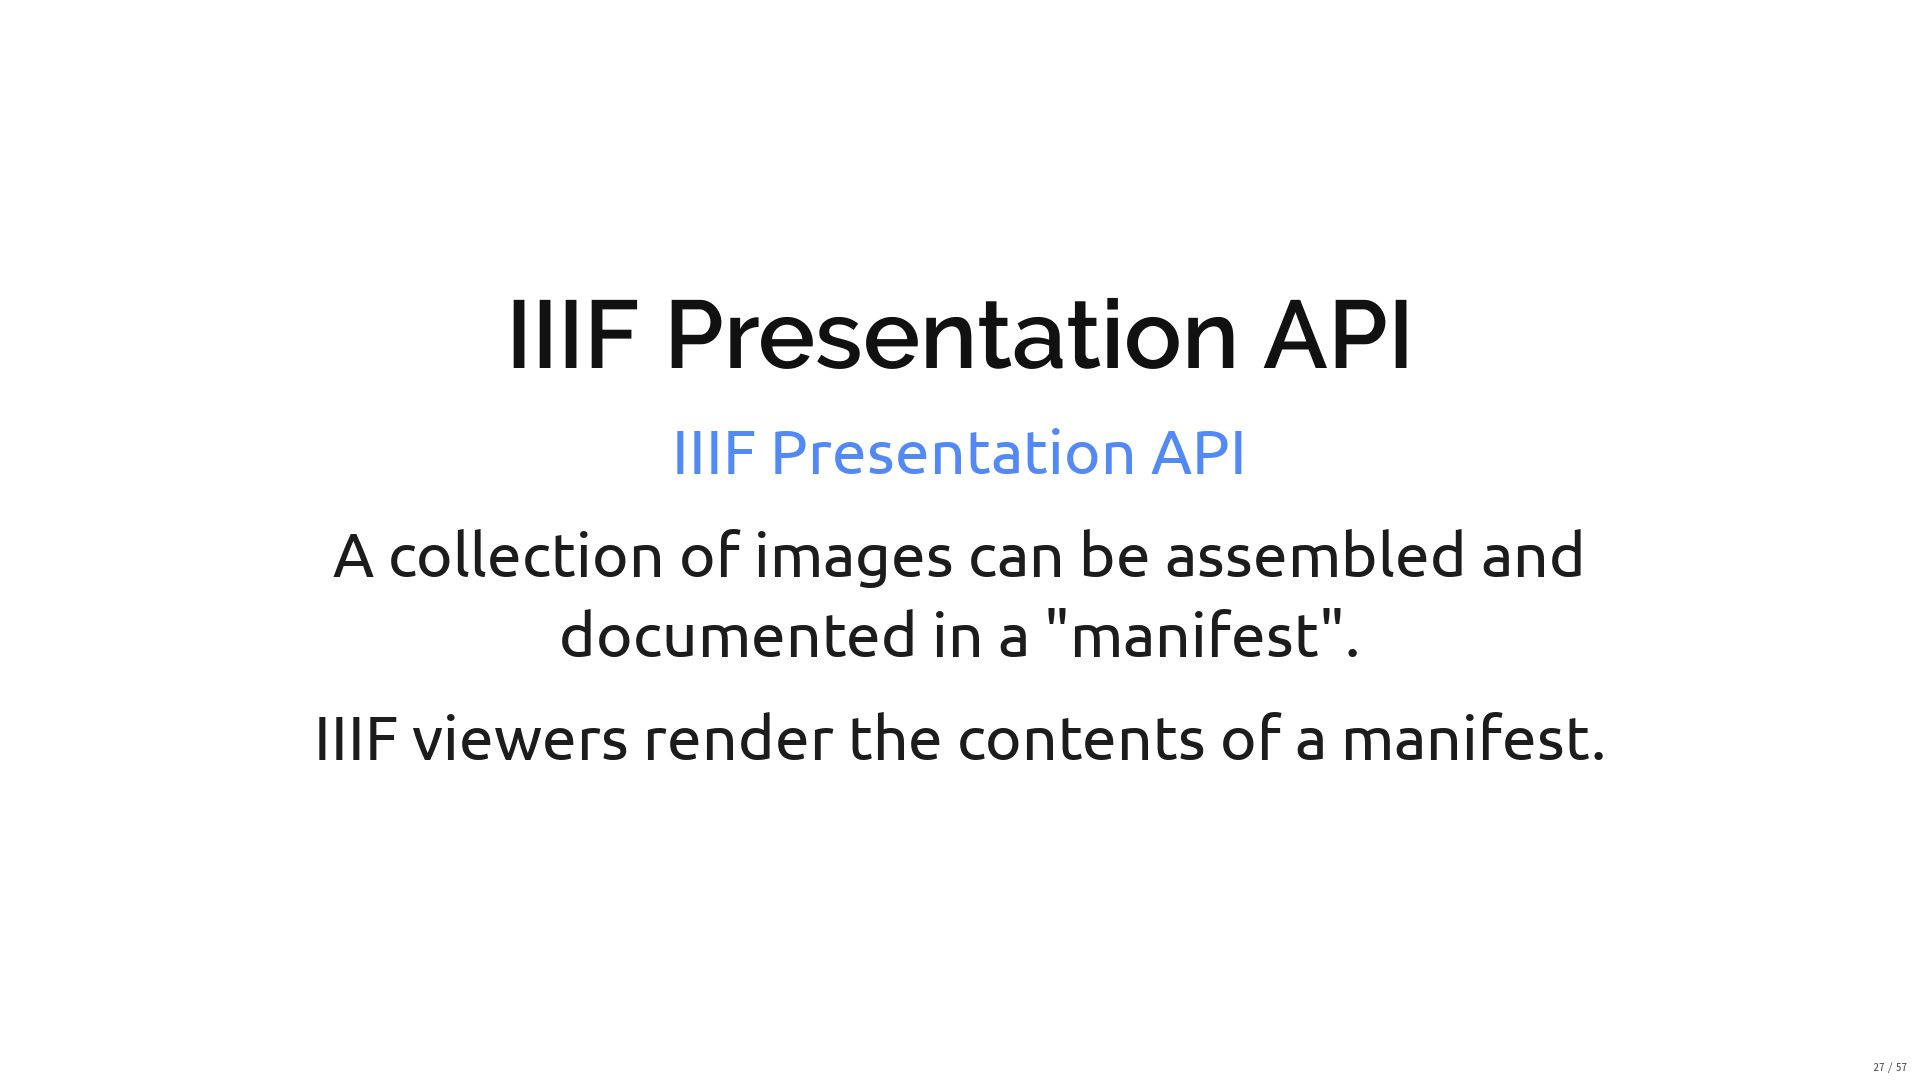 IIIF Presentation API
IIIF Presentation API
A collection of images can be assembled and
documented in a "manifest".
IIIF viewers render the contents of a manifest.
27 / 57